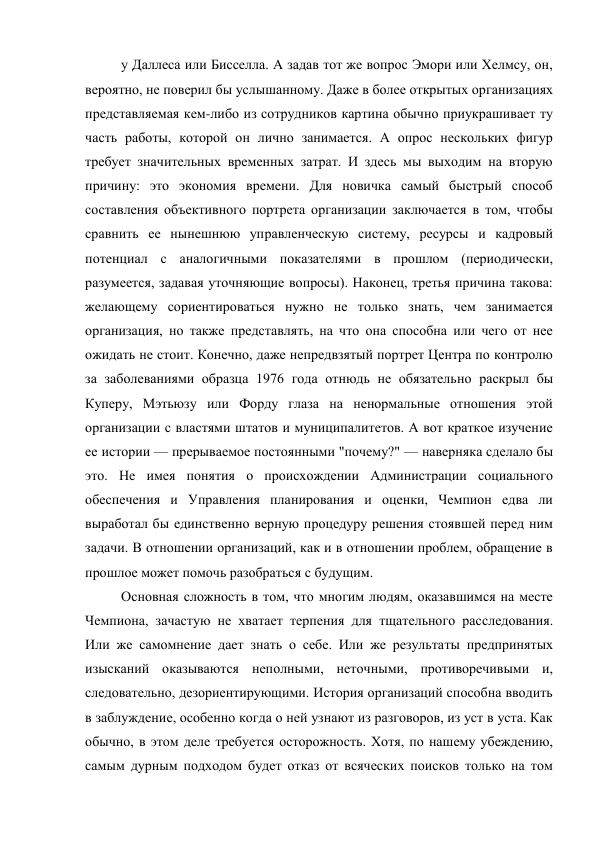 у Даллеса или Бисселла. А задав тот же вопрос Эмори или Хелмсу, он,
вероятно, не поверил бы услышанному. Даже в более открытых организациях
представляемая кем-либо из сотрудников картина обычно приукрашивает ту
часть работы, которой он лично занимается. А опрос нескольких фигур
требует значительных временных затрат. И здесь мы выходим на вторую
причину: это экономия времени. Для новичка самый быстрый способ
составления объективного портрета организации заключается в том, чтобы
сравнить ее нынешнюю управленческую систему, ресурсы и кадровый
потенциал с аналогичными показателями в прошлом (периодически,
разумеется, задавая уточняющие вопросы). Наконец, третья причина такова:
желающему сориентироваться нужно не только знать, чем занимается
организация, но также представлять, на что она способна или чего от нее
ожидать не стоит. Конечно, даже непредвзятый портрет Центра по контролю
за заболеваниями образца 1976 года отнюдь не обязательно раскрыл бы
Куперу, Мэтьюзу или Форду глаза на ненормальные отношения этой
организации с властями штатов и муниципалитетов. А вот краткое изучение
ее истории — прерываемое постоянными "почему?" — наверняка сделало бы
это. Не имея понятия о происхождении Администрации социального
обеспечения и Управления планирования и оценки, Чемпион едва ли
выработал бы единственно верную процедуру решения стоявшей перед ним
задачи. В отношении организаций, как и в отношении проблем, обращение в
прошлое может помочь разобраться с будущим.
Основная сложность в том, что многим людям, оказавшимся на месте
Чемпиона, зачастую не хватает терпения для тщательного расследования.
Или же самомнение дает знать о себе. Или же результаты предпринятых
изысканий оказываются неполными, неточными, противоречивыми и,
следовательно, дезориентирующими. История организаций способна вводить
в заблуждение, особенно когда о ней узнают из разговоров, из уст в уста. Как
обычно, в этом деле требуется осторожность. Хотя, по нашему убеждению,
самым дурным подходом будет отказ от всяческих поисков только на том